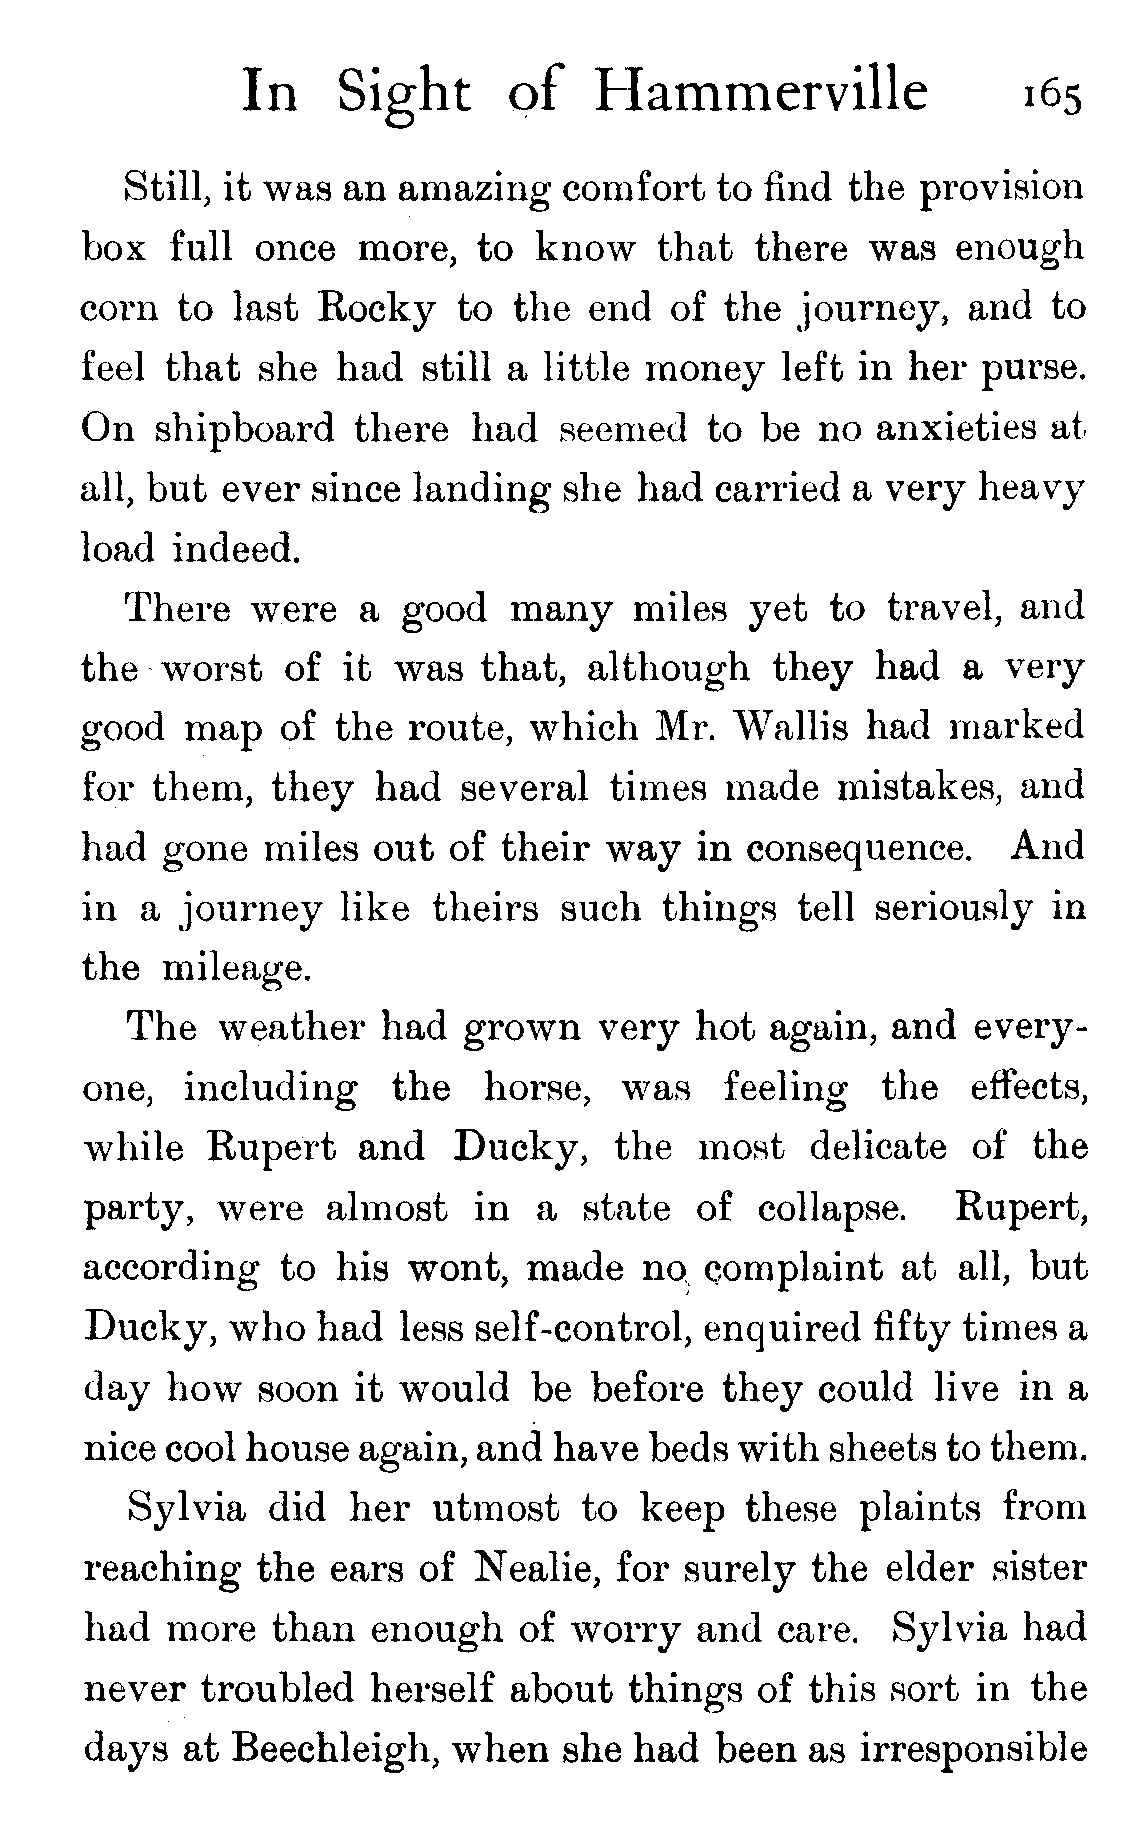 In Sight of Hammerville 165
Still, it was an amazing comfort to find the provision
box full once more, to know that there was enough
corn to last Rocky to the end of the journey, and to
feel that she had still a little money left in her purse.
On shipboard there had seemed to be no anxieties at
all, but ever since landing she had carried a very heavy
load indeed.
There were a good many miles yet to travel, and
the worst of it was that, although they had a very
good map of the route, which Mr. Wallis had marked
for them, they had several times made mistakes, and
had gone miles out of their way in consequence. And
in a journey like theirs such things tell seriously in
the mileage.
The weather had grown very hot again, and every-
one, including the horse, was feeling the effects,
while Rupert and Ducky, the most delicate of the
party, were almost in a state of collapse. Rupert,
according to his wont, made no complaint at all, but
Ducky, who had less self-control, enquired fifty times a
day how soon it would be before they could live in a
nice cool house again, and have beds with sheets to them.
Sylvia did her utmost to keep these plaints from
reaching the ears of Nealie, for surely the elder sister
had more than enough of worry and care. Sylvia had
never troubled herself about things of this sort in the
days at Beechleigh, when she had been as irresponsible